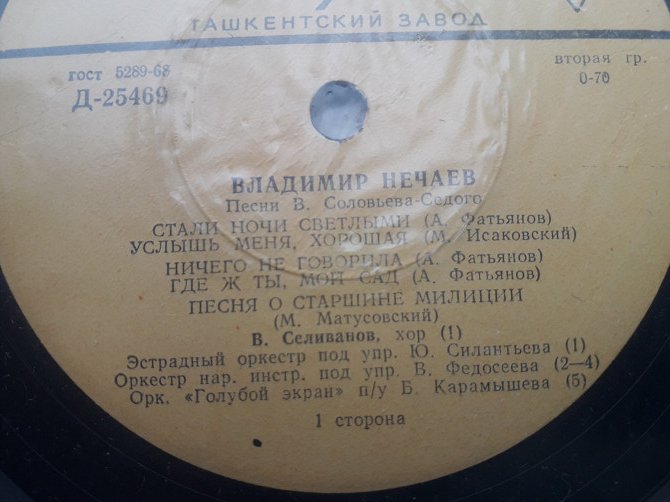 ТАШКЕНТСКИЙ ЗАВОД
ГОСТ 5289-68
Д-25469
вторая гр.
0-70
ВЛАДИМИР НЕЧАЕВ
Песни В. Соловьева-Седого
СТАЛИ НОЧИ СВЕТЛЫМИ (А. Фатьянов)
УСЛЫШЬ МЕНЯ, ХОРОШАЯ (М. Исаковский)
НИЧЕГО НЕ ГОВОРИЛА (А. Фатьянов)
ГДЕ Ж ТЫ, МОЙ САД (А. Фатьянов)
ПЕСНЯ О СТАРШИНЕ МИЛИЦИИ
(М. Матусовский)
В. Селиванов, хор (1)
Эстрадный оркестр под упр. Ю. Силантьева (1)
Оркестр нар. инстр. под упр. В. Федосеева (2—4)
Орк. «Голубой экран» п/у Б. Карамышева (5)
1 сторона